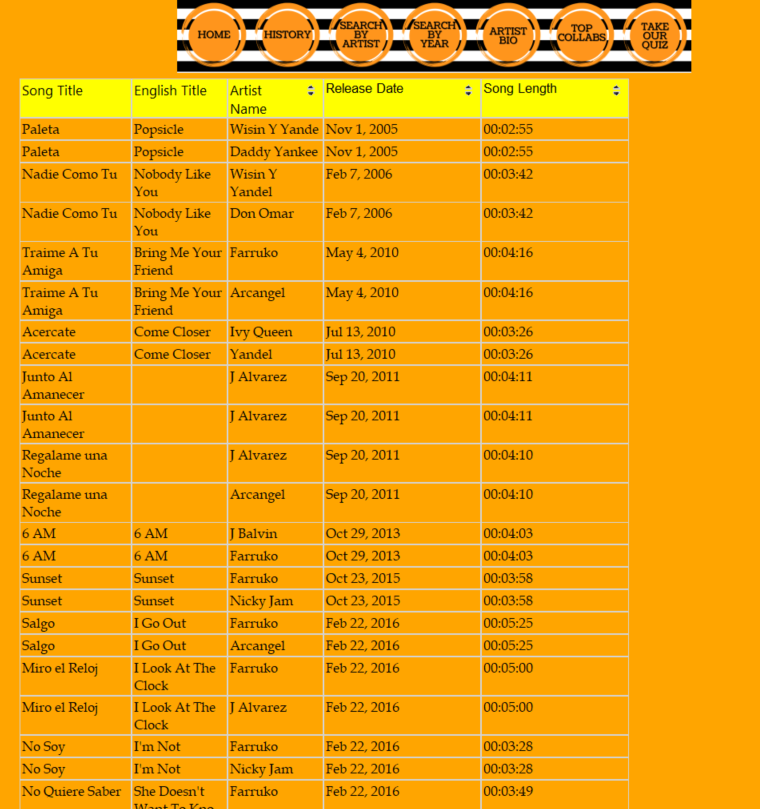 HOME HISTORY SEARCH BY ARTIST SEARCH BY YEAR ARTIST BIO TOP COLLABS TAKE OUR QUIZ
Song Title English Title Artist Name Release Date Song Length
Paleta Popsicle Wisin Y Yande Nov 1, 2005 00:02:55
Paleta Popsicle Daddy Yankee Nov 1, 2005 00:02:55
Nadie Como Tu Nobody Like You Wisin Y Yandel Feb 7, 2006 00:03:42
Nadie Como Tu Nobody Like You Don Omar Feb 7, 2006 00:03:42
Traime A Tu Amiga Bring Me Your Friend Farruko May 4, 2010 00:04:16
Traime A Tu Amiga Bring Me Your Friend Arcangel May 4, 2010 00:04:16
Acercate Come Closer Ivy Queen Jul 13, 2010 00:03:26
Acercate Come Closer Yandel Jul 13, 2010 00:03:26
Junto Al Amanecer J Alvarez Sep 20, 2011 00:04:11
Junto Al Amanecer J Alvarez Sep 20, 2011 00:04:11
Regalame una Noche J Alvarez Sep 20, 2011 00:04:10
Regalame una Noche Arcangel Sep 20, 2011 00:04:10
6 AM 6 AM J Balvin Oct 29, 2013 00:04:03
6 AM 6 AM Farruko Oct 29, 2013 00:04:03
Sunset Sunset Farruko Oct 23, 2015 00:03:58
Sunset Sunset Nicky Jam Oct 23, 2015 00:03:58
Salgo I Go Out Farruko Feb 22, 2016 00:05:25
Salgo I Go Out Arcangel Feb 22, 2016 00:05:25
Miro el Reloj I Look At The Clock Farruko Feb 22, 2016 00:05:00
Miro el Reloj I Look At The Clock J Alvarez Feb 22, 2016 00:05:00
No Soy I'm Not Farruko Feb 22, 2016 00:03:28
No Soy I'm Not Nicky Jam Feb 22, 2016 00:03:28
No Quiere Saber She Doesn't Want To Kno Farruko Feb 22, 2016 00:03:49